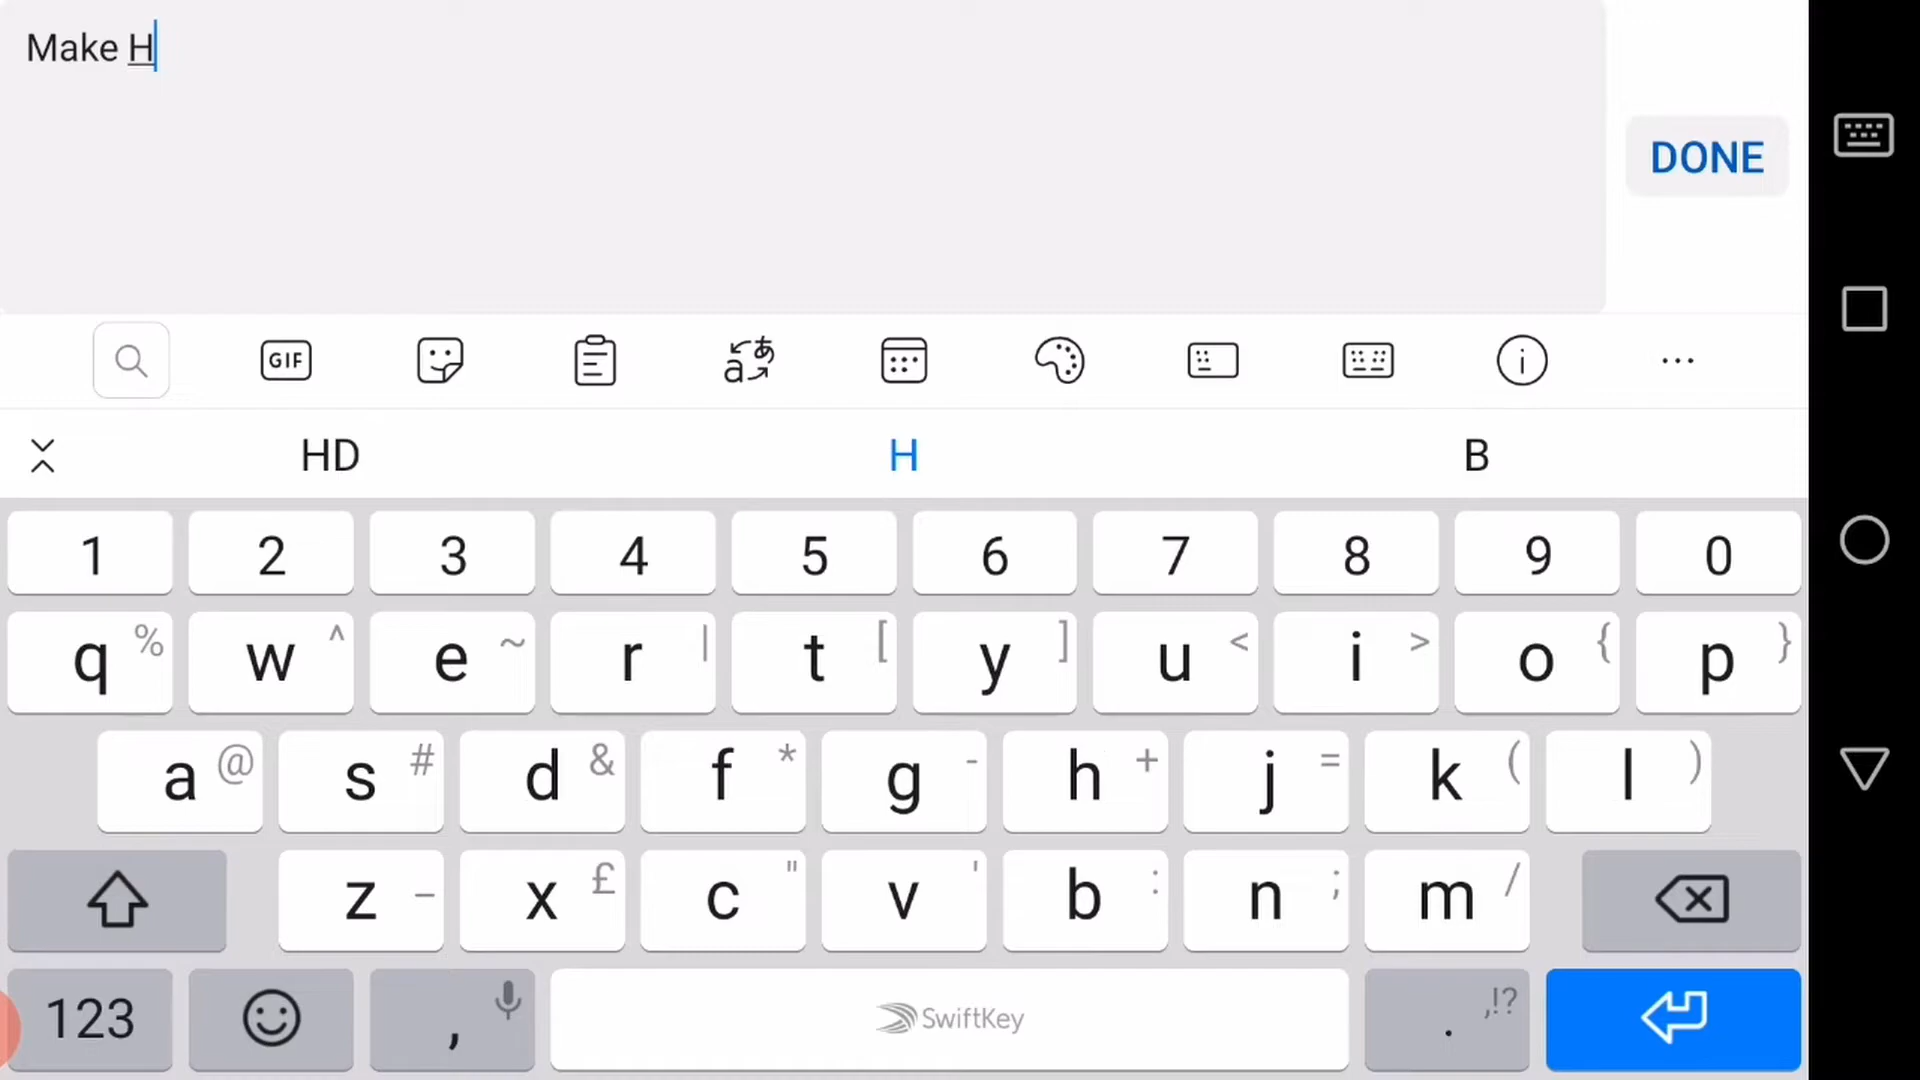 Make H
DONE
GIF
HD H B
1 2 3 4 5 6 7 8 9 0
q % w ^ e ~ r | t [ y ] u < i > o { p }
a @ s # d & f * g - h + j = k ( l )
z _ x £ c " v ' b : n ; m /
123 , SwiftKey . ,!?